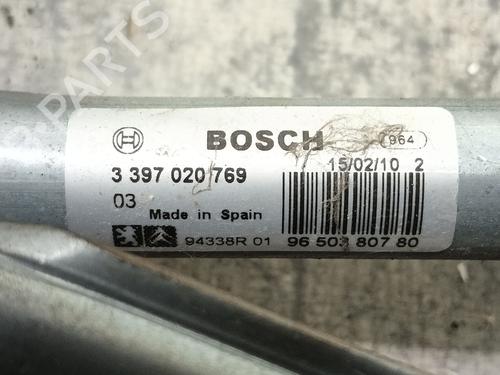 BOSCH
964
3 397 020 769
15/02/10 2
03 Made in Spain
94338R 01
96 503 807 80
PARTS